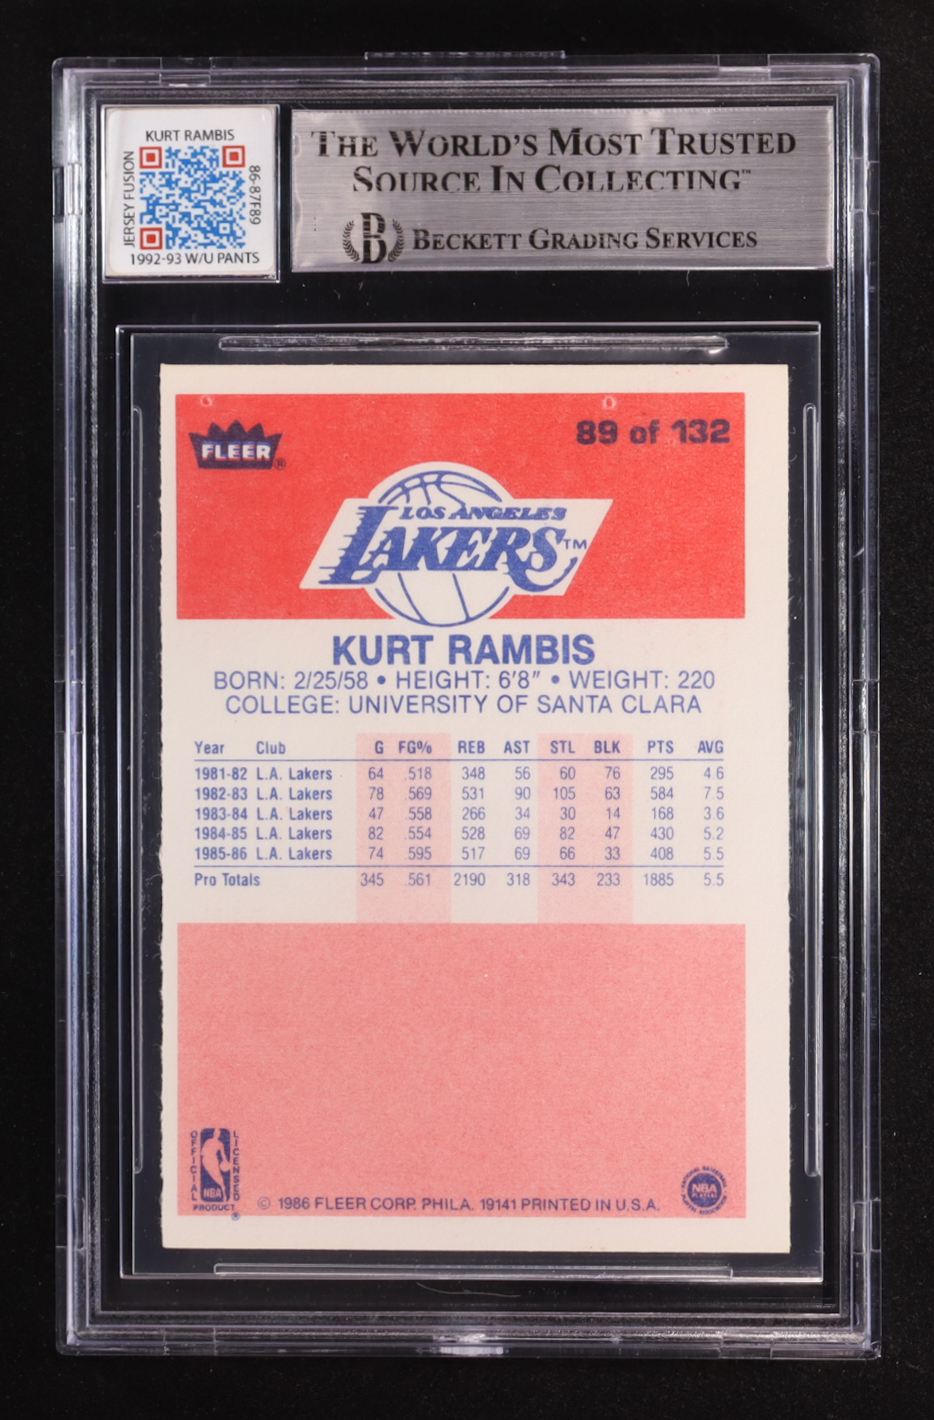 KURT RAMBIS
JERSEY FUSION
86-87F89
1992-93 W/U PANTS
THE WORLD'S MOST TRUSTED
SOURCE IN COLLECTING™
B BECKETT GRADING SERVICES
FLEER®
89 of 132
LOS ANGELES
LAKERS™
KURT RAMBIS
BORN: 2/25/58 • HEIGHT: 6'8" • WEIGHT: 220
COLLEGE: UNIVERSITY OF SANTA CLARA
Year Club G FG% REB AST STL BLK PTS AVG
1981-82 L.A. Lakers 64 .518 348 56 60 76 295 4.6
1982-83 L.A. Lakers 78 .569 531 90 105 63 584 7.5
1983-84 L.A. Lakers 47 .558 266 34 30 14 168 3.6
1984-85 L.A. Lakers 82 .554 528 69 82 47 430 5.2
1985-86 L.A. Lakers 74 .595 517 69 66 33 408 5.5
Pro Totals 345 .561 2190 318 343 233 1885 5.5
OFFICIAL LICENSED
NBA
PRODUCT ®
© 1986 FLEER CORP. PHILA. 19141 PRINTED IN U.S.A.
NBA
PLAYERS